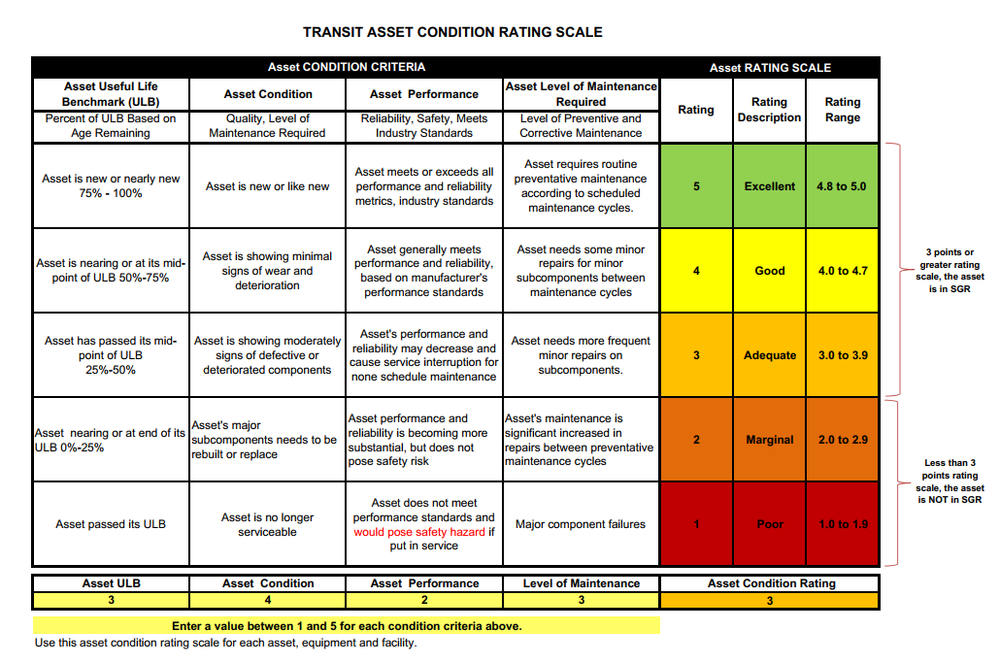 TRANSIT ASSET CONDITION RATING SCALE
Asset CONDITION CRITERIA
Asset RATING SCALE
Asset Useful Life
Benchmark (ULB)
Asset Condition
Asset Performance
Asset Level of Maintenance
Required
Rating
Rating
Description
Rating
Range
Percent of ULB Based on
Age Remaining
Quality, Level of
Maintenance Required
Reliability, Safety, Meets
Industry Standards
Level of Preventive and
Corrective Maintenance
Asset is new or nearly new
75% - 100%
Asset is new or like new
Asset meets or exceeds all
performance and reliability
metrics, industry standards
Asset requires routine
preventative maintenance
according to scheduled
maintenance cycles.
5
Excellent
4.8 to 5.0
Asset is nearing or at its mid-
point of ULB 50%-75%
Asset is showing minimal
signs of wear and
deterioration
Asset generally meets
performance and reliability,
based on manufacturer's
performance standards
Asset needs some minor
repairs for minor
subcomponents between
maintenance cycles
4
Good
4.0 to 4.7
3 points or
greater rating
scale, the asset
is in SGR
Asset has passed its mid-
point of ULB
25%-50%
Asset is showing moderately
signs of defective or
deteriorated components
Asset's performance and
reliability may decrease and
cause service interruption for
none schedule maintenance
Asset needs more frequent
minor repairs on
subcomponents.
3
Adequate
3.0 to 3.9
Asset nearing or at end of its
ULB 0%-25%
Asset's major
subcomponents needs to be
rebuilt or replace
Asset performance and
reliability is becoming more
substantial, but does not
pose safety risk
Asset's maintenance is
significant increased in
repairs between preventative
maintenance cycles
2
Marginal
2.0 to 2.9
Less than 3
points rating
scale, the asset
is NOT in SGR
Asset passed its ULB
Asset is no longer
serviceable
Asset does not meet
performance standards and
would pose safety hazard if
put in service
Major component failures
1
Poor
1.0 to 1.9
Asset ULB
Asset Condition
Asset Performance
Level of Maintenance
Asset Condition Rating
3
4
2
3
3
Enter a value between 1 and 5 for each condition criteria above.
Use this asset condition rating scale for each asset, equipment and facility.